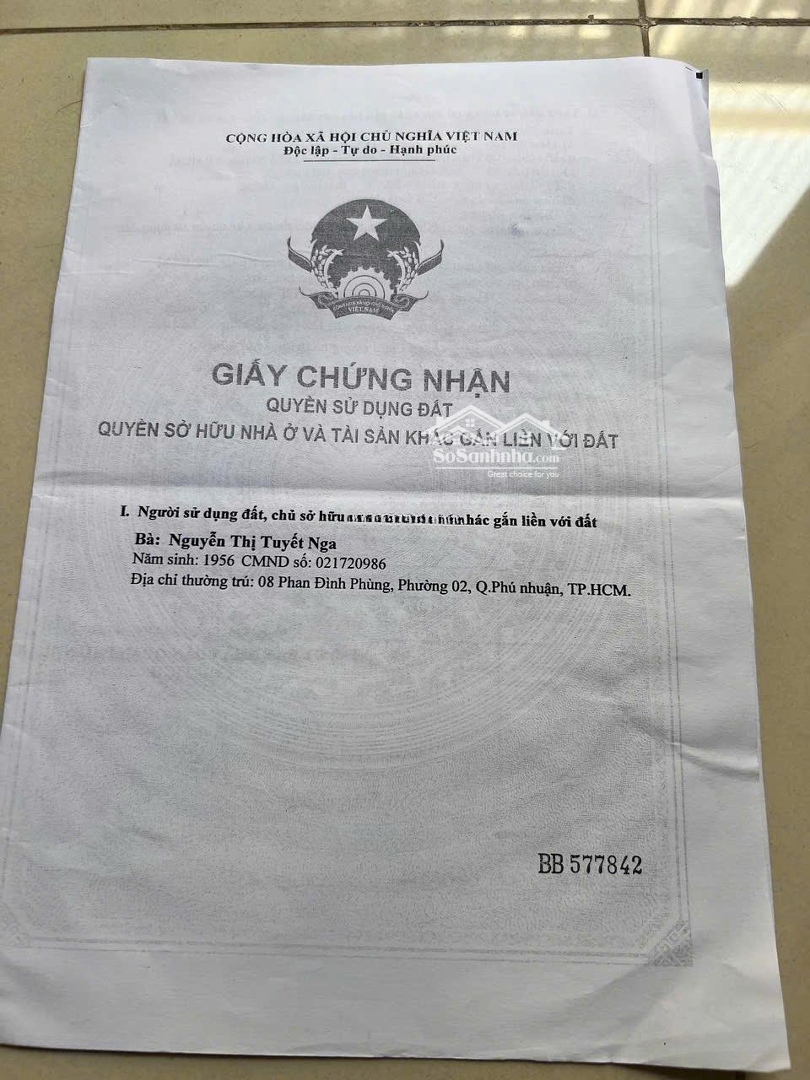 CỘNG HÒA XÃ HỘI CHỦ NGHĨA VIỆT NAM
Độc lập - Tự do - Hạnh phúc
VIỆT NAM
GIẤY CHỨNG NHẬN
QUYỀN SỬ DỤNG ĐẤT
QUYỀN SỞ HỮU NHÀ Ở VÀ TÀI SẢN KHÁC GẮN LIỀN VỚI ĐẤT
SoSanhnha.com
Great choice for you
I. Người sử dụng đất, chủ sở hữu khác gắn liền với đất
Bà: Nguyễn Thị Tuyết Nga
Năm sinh: 1956 CMND số: 021720986
Địa chỉ thường trú: 08 Phan Đình Phùng, Phường 02, Q.Phú nhuận, TP.HCM.
BB 577842